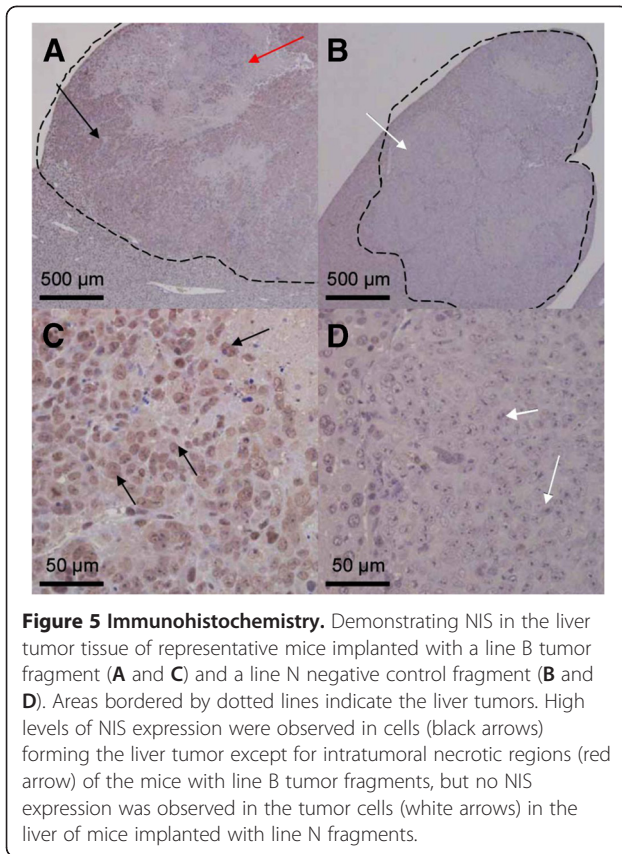 A
B
500 µm
500 µm
C
D
50 µm
50 µm
Figure 5 Immunohistochemistry. Demonstrating NIS in the liver
tumor tissue of representative mice implanted with a line B tumor
fragment (A and C) and a line N negative control fragment (B and
D). Areas bordered by dotted lines indicate the liver tumors. High
levels of NIS expression were observed in cells (black arrows)
forming the liver tumor except for intratumoral necrotic regions (red
arrow) of the mice with line B tumor fragments, but no NIS
expression was observed in the tumor cells (white arrows) in the
liver of mice implanted with line N fragments.